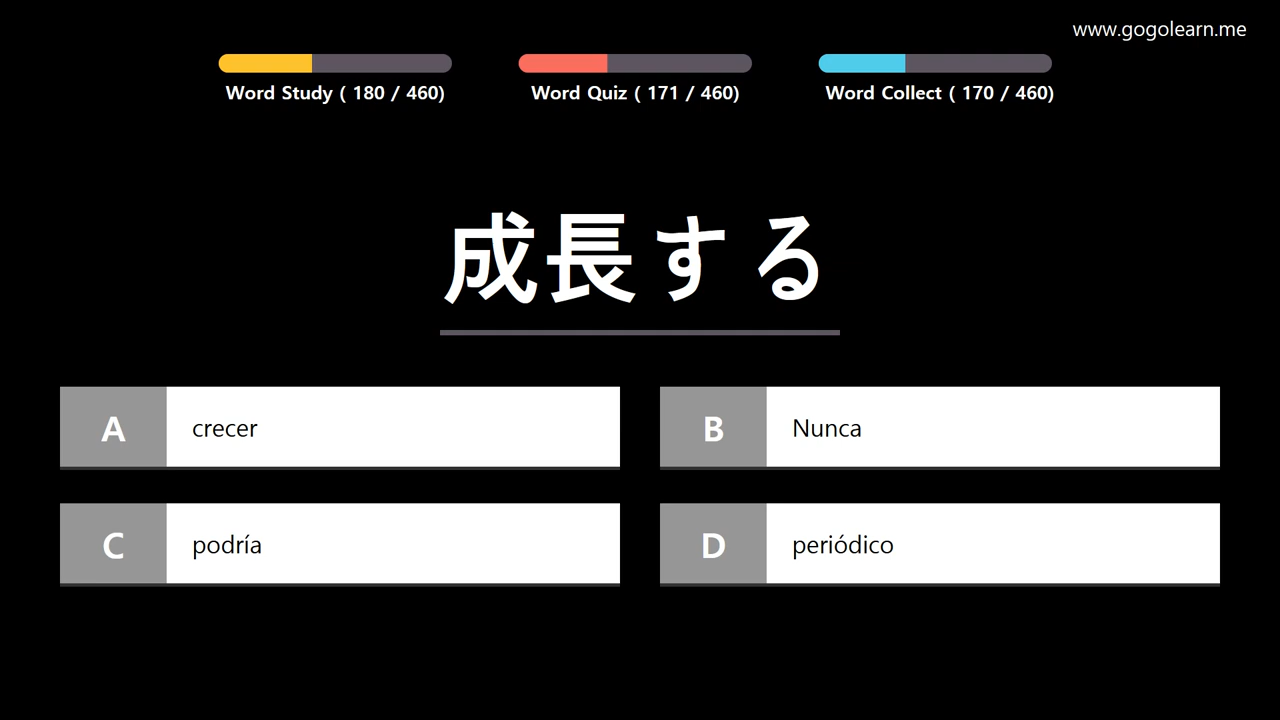 www.gogolearn.me
Word Study ( 180 / 460)
Word Quiz ( 171 / 460)
Word Collect ( 170 / 460)
成長する
A crecer
B Nunca
C podría
D periódico